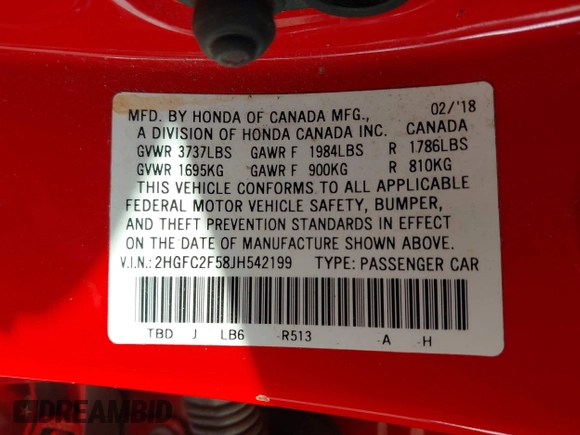 MFD. BY HONDA OF CANADA MFG., 02/'18
A DIVISION OF HONDA CANADA INC. CANADA
GVWR 3737LBS GAWR F 1984LBS R 1786LBS
GVWR 1695KG GAWR F 900KG R 810KG
THIS VEHICLE CONFORMS TO ALL APPLICABLE
FEDERAL MOTOR VEHICLE SAFETY, BUMPER,
AND THEFT PREVENTION STANDARDS IN EFFECT
ON THE DATE OF MANUFACTURE SHOWN ABOVE.
V.I.N.: 2HGFC2F58JH542199 TYPE: PASSENGER CAR
TBD J LB6 -R513 -A -H
DREAMBID